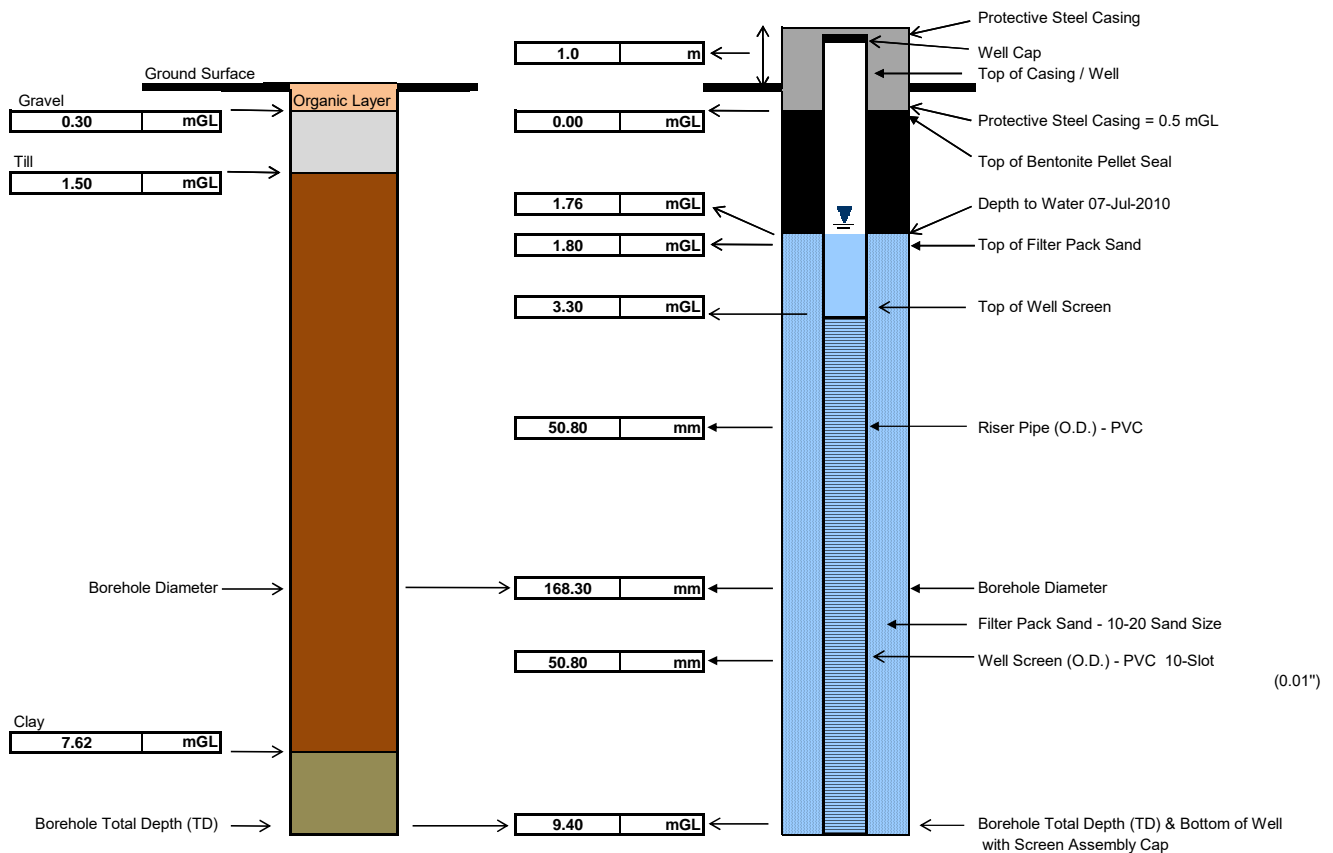 Protective Steel Casing
1.0 m
Well Cap
Ground Surface
Top of Casing / Well
Gravel
Organic Layer
0.30 mGL
0.00 mGL
Protective Steel Casing = 0.5 mGL
Till
Top of Bentonite Pellet Seal
1.50 mGL
1.76 mGL
Depth to Water 07-Jul-2010
1.80 mGL
Top of Filter Pack Sand
3.30 mGL
Top of Well Screen
50.80 mm
Riser Pipe (O.D.) - PVC
Borehole Diameter
168.30 mm
Borehole Diameter
Filter Pack Sand - 10-20 Sand Size
50.80 mm
Well Screen (O.D.) - PVC 10-Slot
(0.01")
Clay
7.62 mGL
Borehole Total Depth (TD)
9.40 mGL
Borehole Total Depth (TD) & Bottom of Well
with Screen Assembly Cap